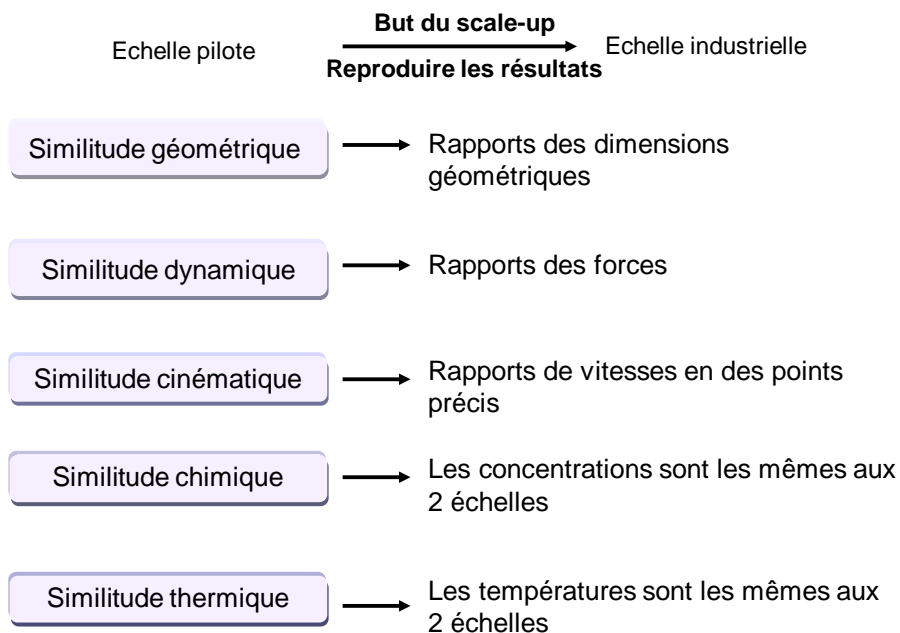 But du scale-up
Echelle pilote
Echelle industrielle
Reproduire les résultats
Similitude géométrique
Rapports des dimensions
géométriques
Similitude dynamique
Rapports des forces
Similitude cinématique
Rapports de vitesses en des points
précis
Similitude chimique
Les concentrations sont les mêmes aux
2 échelles
Similitude thermique
Les températures sont les mêmes aux
2 échelles